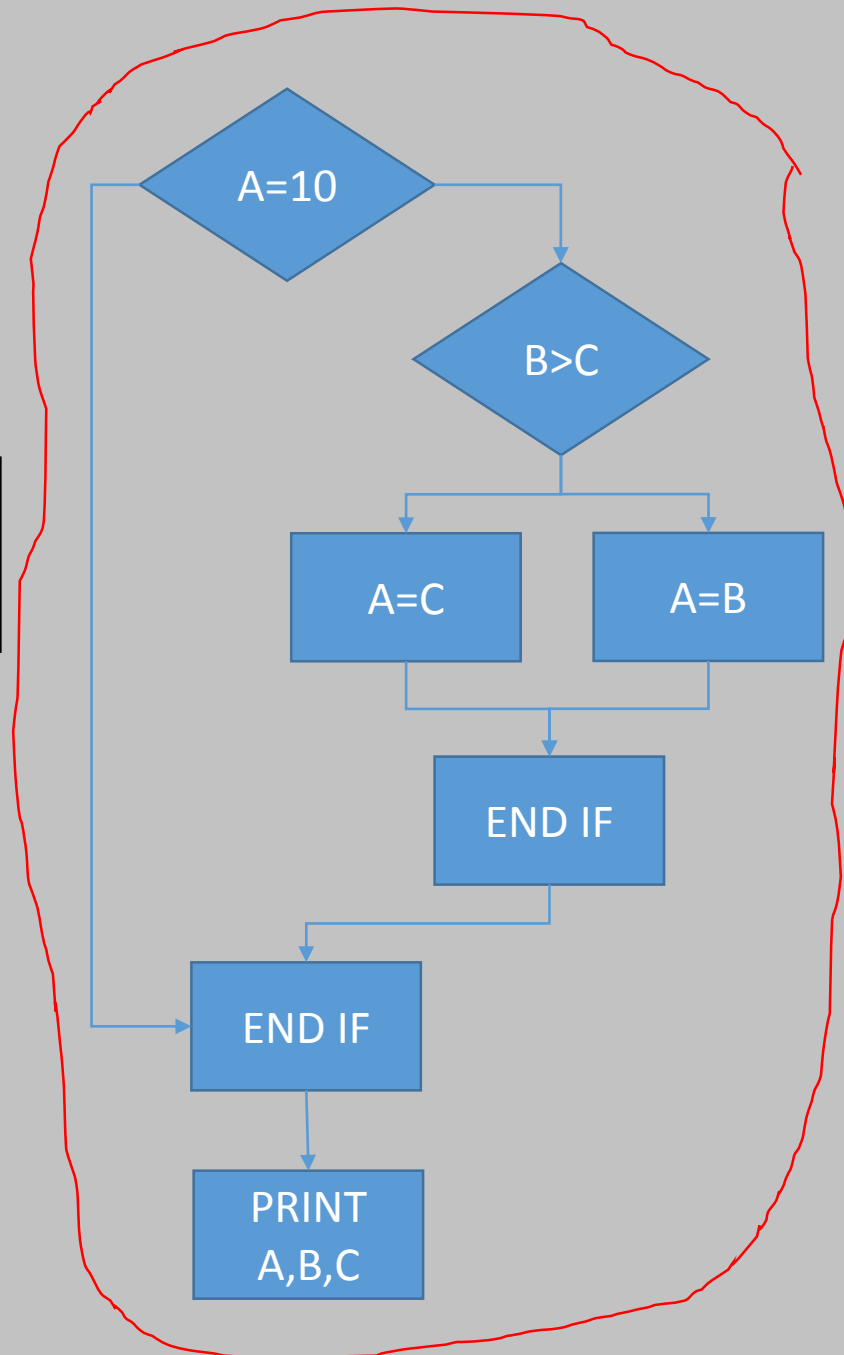 A=10
B>C
A=C
A=B
END IF
END IF
PRINT
A,B,C